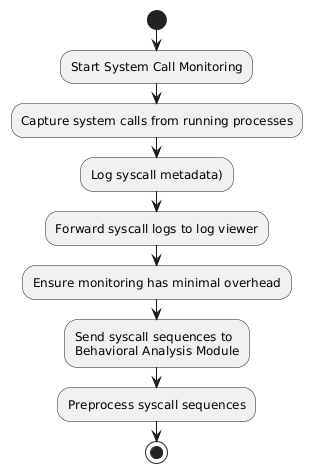 Start System Call Monitoring
Capture system calls from running processes
Log syscall metadata)
Forward syscall logs to log viewer
Ensure monitoring has minimal overhead
Send syscall sequences to
Behavioral Analysis Module
Preprocess syscall sequences